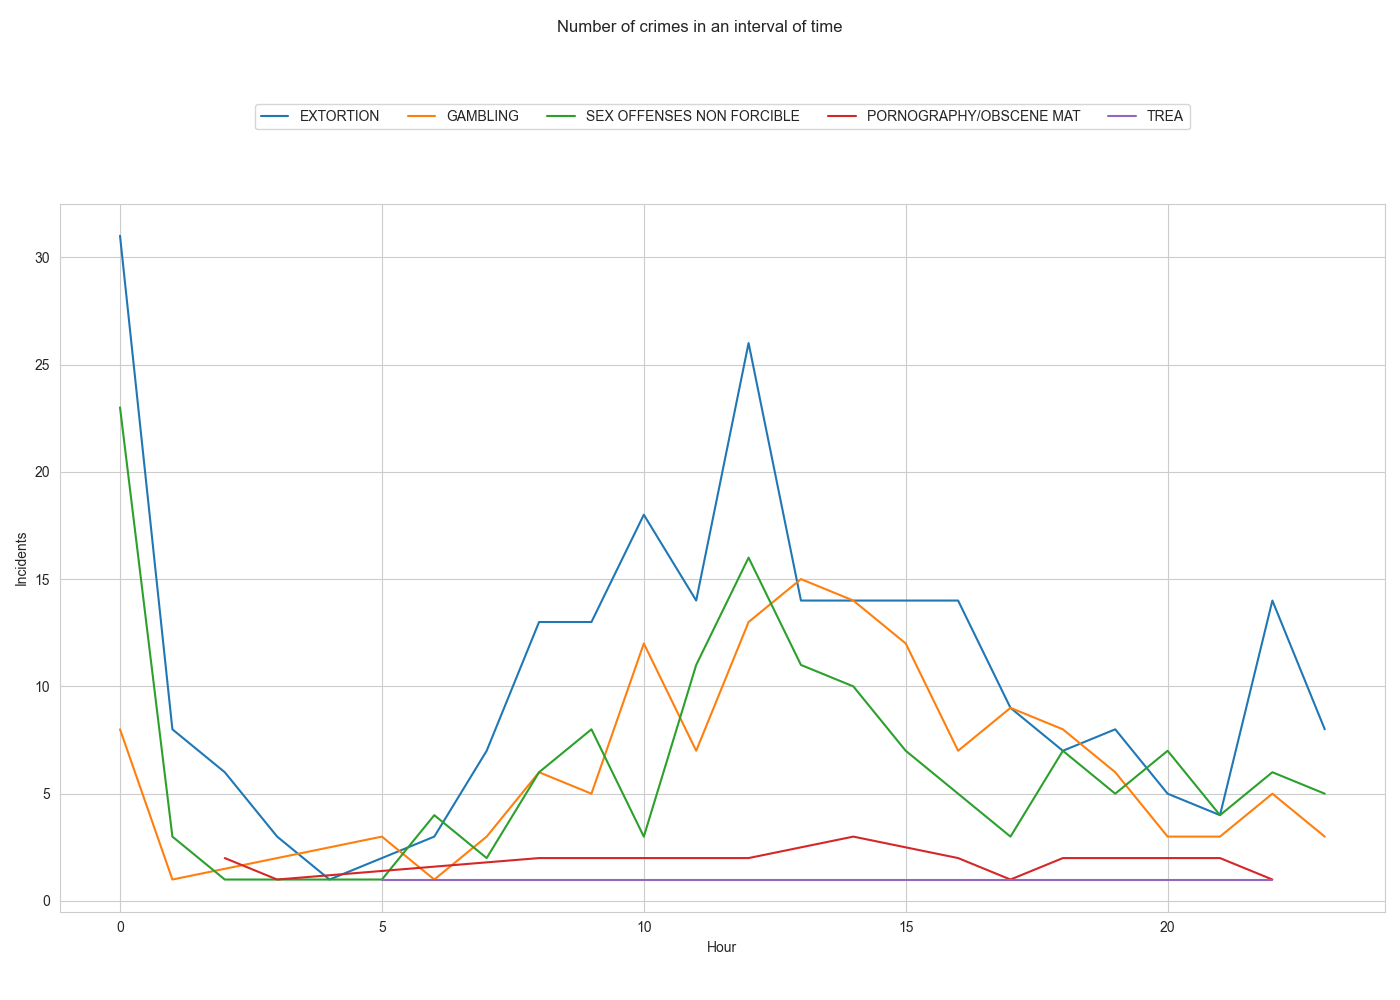 Number of crimes in an interval of time
EXTORTION GAMBLING SEX OFFENSES NON FORCIBLE PORNOGRAPHY/OBSCENE MAT TREA
30
25
20
15
10
5
0
Incidents
0 5 10 15 20
Hour